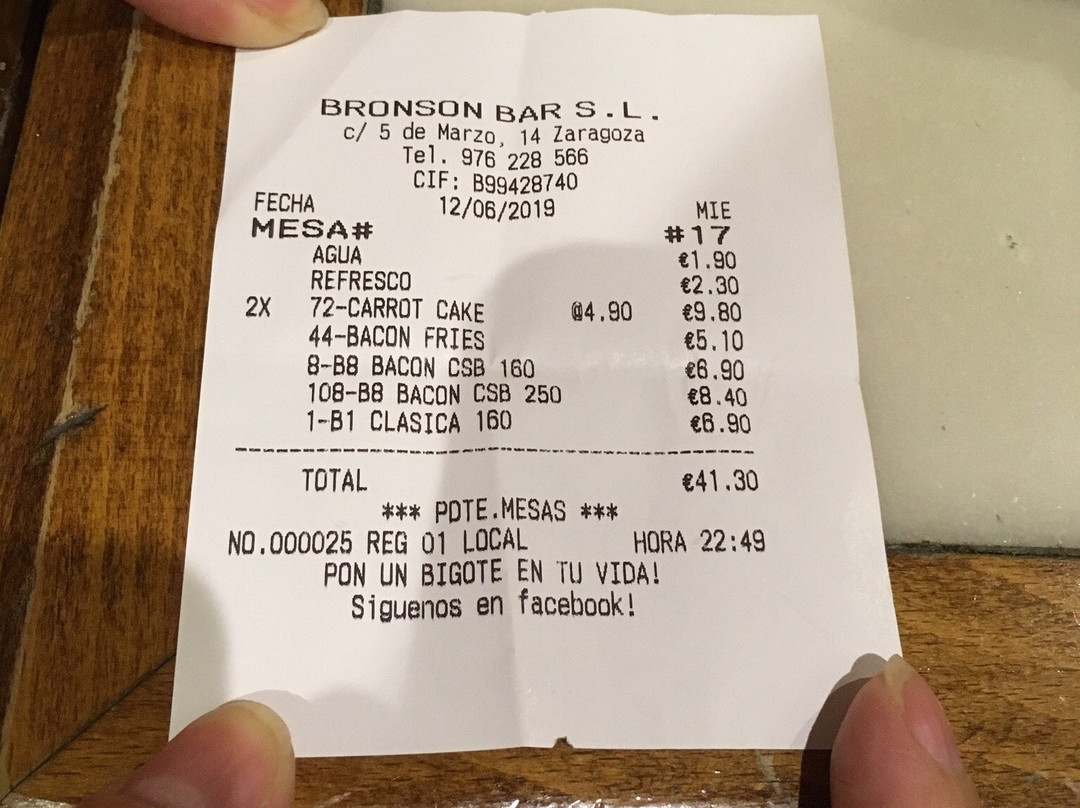 BRONSON BAR S.L.
c/ 5 de Marzo, 14 Zaragoza
Tel. 976 228 566
CIF: B99428740
FECHA 12/06/2019 MIE
MESA# #17
AGUA €1.90
REFRESCO €2.30
2X 72-CARROT CAKE @4.90 €9.80
44-BACON FRIES €5.10
8-B8 BACON CSB 160 €6.90
108-B8 BACON CSB 250 €8.40
1-B1 CLASICA 160 €6.90
TOTAL €41.30
*** PDTE.MESAS ***
NO.000025 REG 01 LOCAL HORA 22:49
PON UN BIGOTE EN TU VIDA!
Siguenos en facebook!